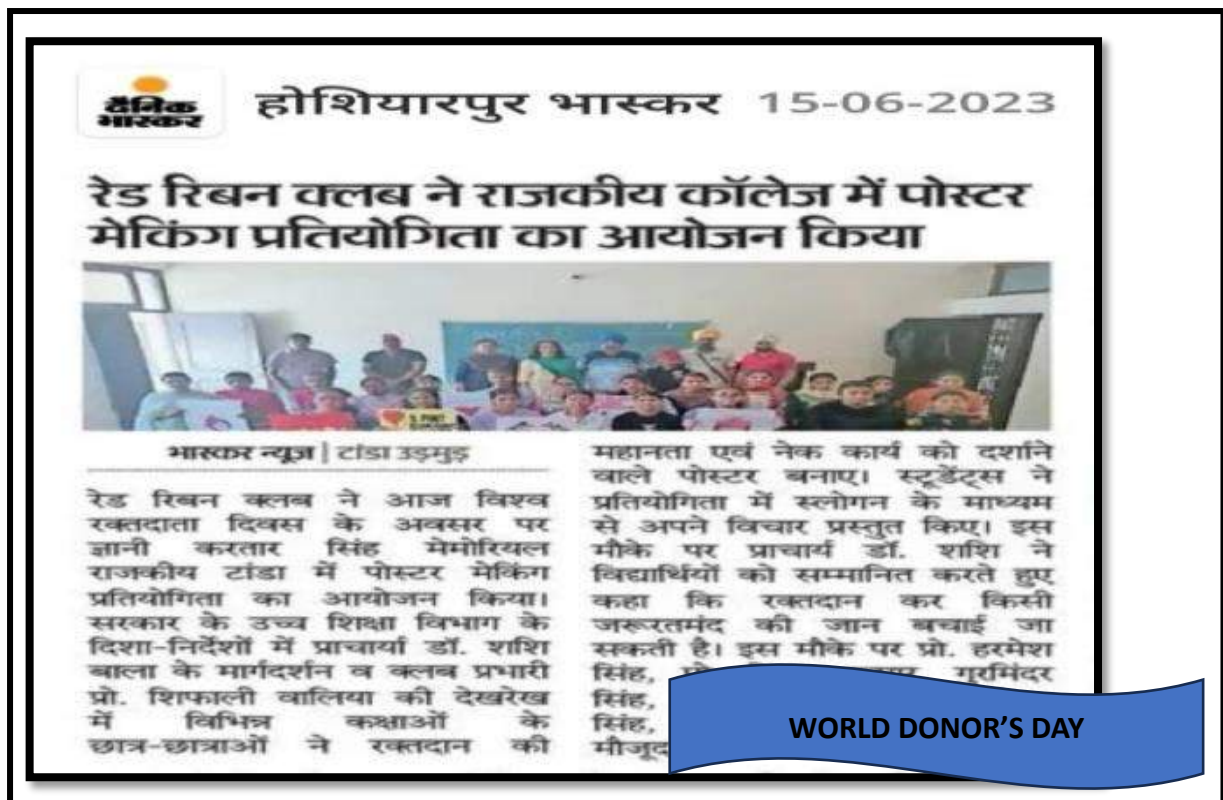 दैनिक
भास्कर
होशियारपुर भास्कर 15-06-2023
रेड रिबन क्लब ने राजकीय कॉलेज में पोस्टर
मेकिंग प्रतियोगिता का आयोजन किया
भास्कर न्यूज | टांडा उड़मुड़
रेड रिबन क्लब ने आज विश्व
रक्तदाता दिवस के अवसर पर
ज्ञानी करतार सिंह मेमोरियल
राजकीय टांडा में पोस्टर मेकिंग
प्रतियोगिता का आयोजन किया।
सरकार के उच्च शिक्षा विभाग के
दिशा-निर्देशों में प्राचार्या डॉ. शशि
बाला के मार्गदर्शन व क्लब प्रभारी
प्रो. शिफाली वालिया की देखरेख
में विभिन्न कक्षाओं के
छात्र-छात्राओं ने रक्तदान की
महानता एवं नेक कार्य को दर्शाने
वाले पोस्टर बनाए। स्टूडेंट्स ने
प्रतियोगिता में स्लोगन के माध्यम
से अपने विचार प्रस्तुत किए। इस
मौके पर प्राचार्य डॉ. शशि ने
विद्यार्थियों को सम्मानित करते हुए
कहा कि रक्तदान कर किसी
जरूरतमंद की जान बचाई जा
सकती है। इस मौके पर प्रो. हरमेश
सिंह, गुरमिंदर
सिंह,
सिंह,
मौजूद
WORLD DONOR'S DAY